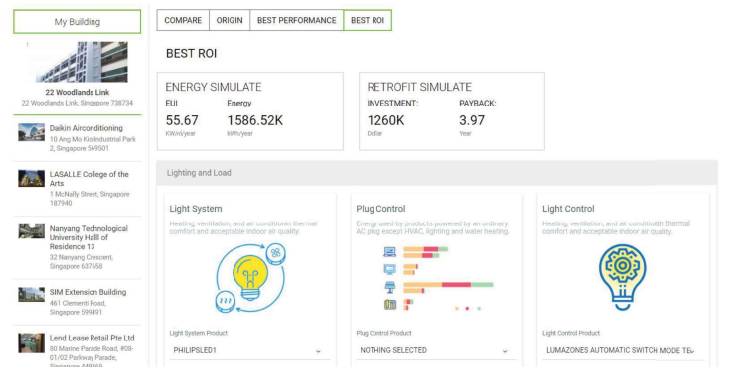 My Building
22 Woodlands Link
22 Woodlands Link, Singapore 738734
Daikin Airconditioning
10 Ang Mo Kio Industrial Park
2, Singapore 569501
LASALLE College of the
Arts
1 McNally Street, Singapore
187940
Nanyang Technological
University Hall of
Residence 13
32 Nanyang Crescent,
Singapore 637658
SIM Extension Building
461 Clementi Road,
Singapore 599491
Lend Lease Retail Pte Ltd
80 Marine Parade Road, #08-
01/02 Parkway Parade,
Singapore 449269
COMPARE
ORIGIN
BEST PERFORMANCE
BEST ROI
BEST ROI
ENERGY SIMULATE
EUI
Energy
55.67
1586.52K
KW/m/year
kWh/year
RETROFIT SIMULATE
INVESTMENT:
PAYBACK:
1260K
3.97
Dollar
Year
Lighting and Load
Light System
Heating, ventilation, and air conditionin thermal
comfort and acceptable indoor air quality.
Light System Product
PHILIPSLED1
Plug Control
Energy used by products powered by an ordinary
AC plug except HVAC, lighting and water heating.
Plug Control Product
NOTHING SELECTED
Light Control
Heating, ventilation, and air conditionin thermal
comfort and acceptable indoor air quality.
Light Control Product
LUMAZONES AUTOMATIC SWITCH MODE TE